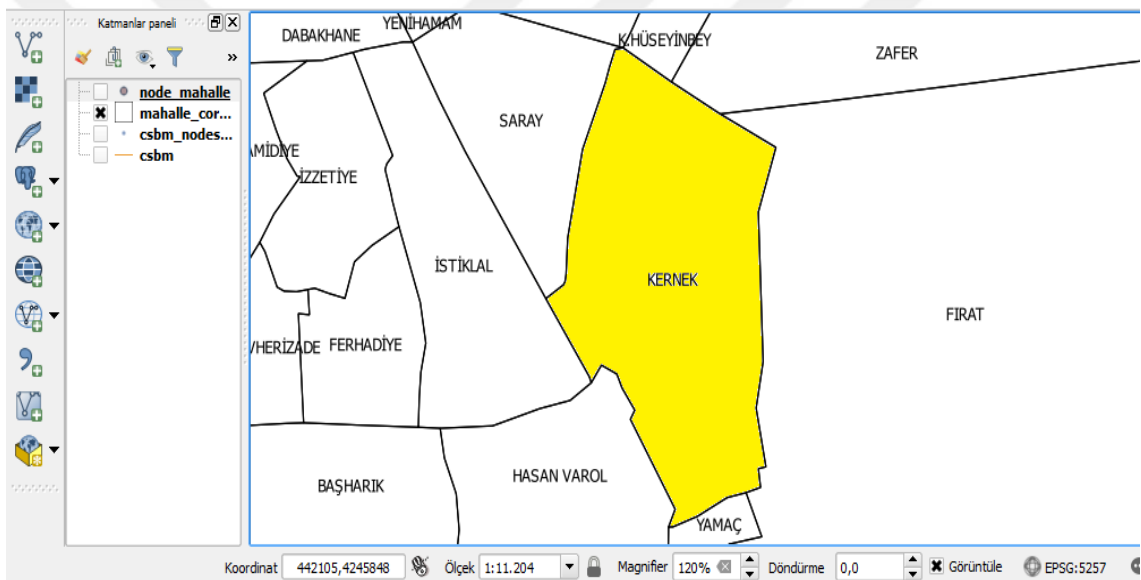 Katmanlar paneli
»
node_mahalle
mahalle_cor...
csbm_nodes...
csbm
YENİHAMAM
DABAKHANE
K.HÜSEYİNBEY
ZAFER
SARAY
AMİDİYE
İZZETİYE
İSTİKLAL
KERNEK
FIRAT
VHERİZADE
FERHADİYE
HASAN VAROL
BAŞHARIK
YAMAÇ
Koordinat 442105,4245848 Ölçek 1:11.204 Magnifier 120% Döndürme 0,0 Görüntüle EPSG:5257